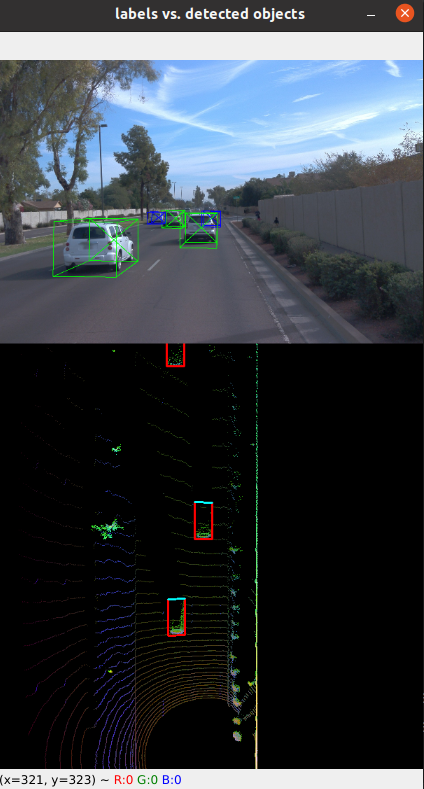 labels vs. detected objects
(x=321, y=323) ~ R:0 G:0 B:0